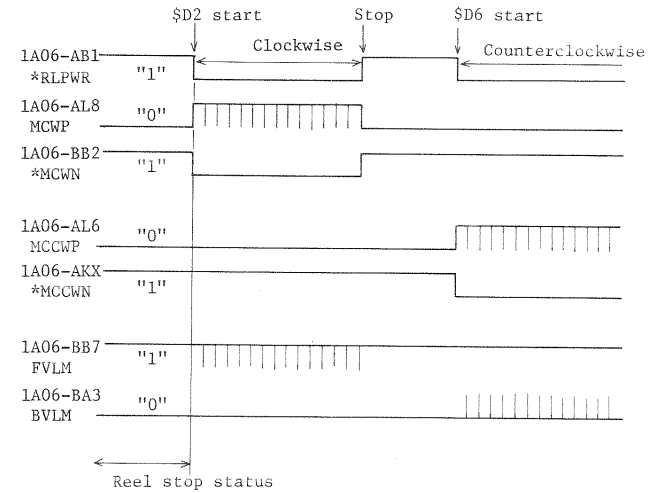 $D2 start
Stop
$D6 start
Clockwise
Counterclockwise
1A06-AB1
*RLPWR
"1"
1A06-AL8
MCWP
"0"
1A06-BB2
*MCWN
"1"
1A06-AL6
MCCWP
"0"
1A06-AKX
*MCCWN
"1"
1A06-BB7
FVLM
"1"
1A06-BA3
BVLM
"0"
Reel stop status